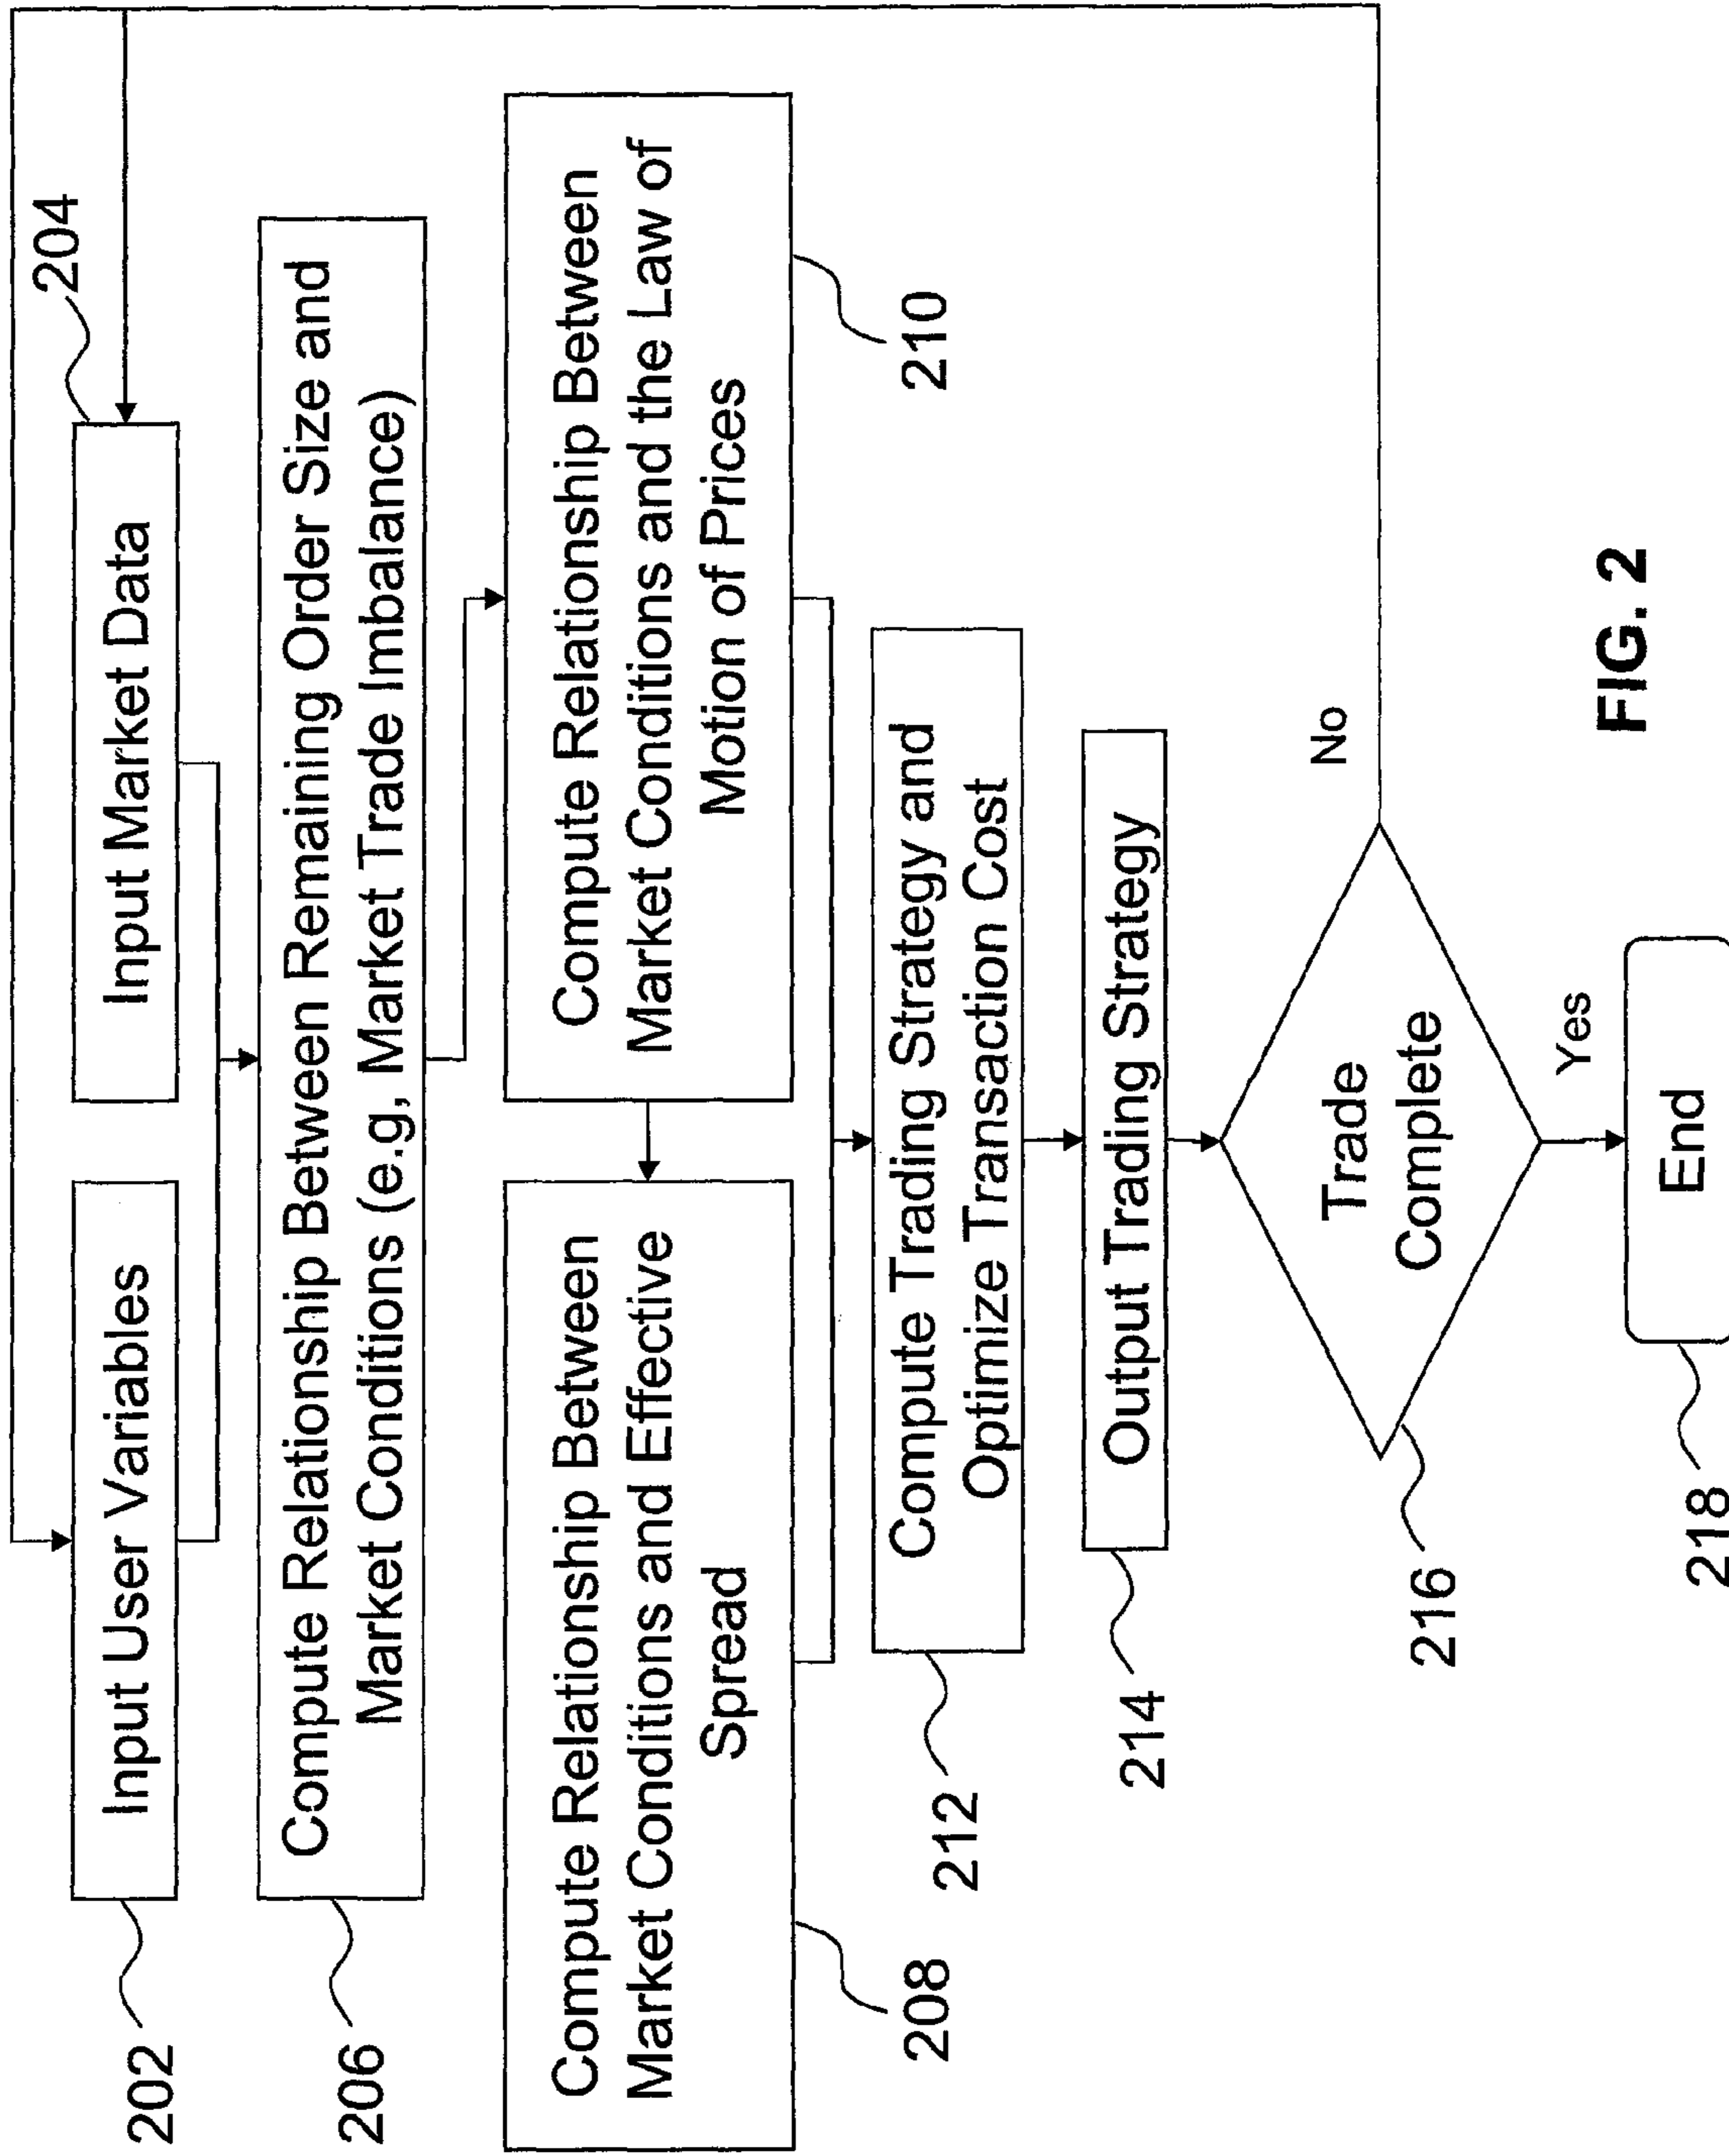 202
Input User Variables
Input Market Data
204
206
Compute Relationship Between Remaining Order Size and
Market Conditions (e.g, Market Trade Imbalance)
Compute Relationship Between
Market Conditions and Effective
Spread
208
Compute Relationship Between
Market Conditions and the Law of
Motion of Prices
210
Compute Trading Strategy and
Optimize Transaction Cost
212
Output Trading Strategy
214
Trade
Complete
216
No
Yes
End
218
FIG. 2